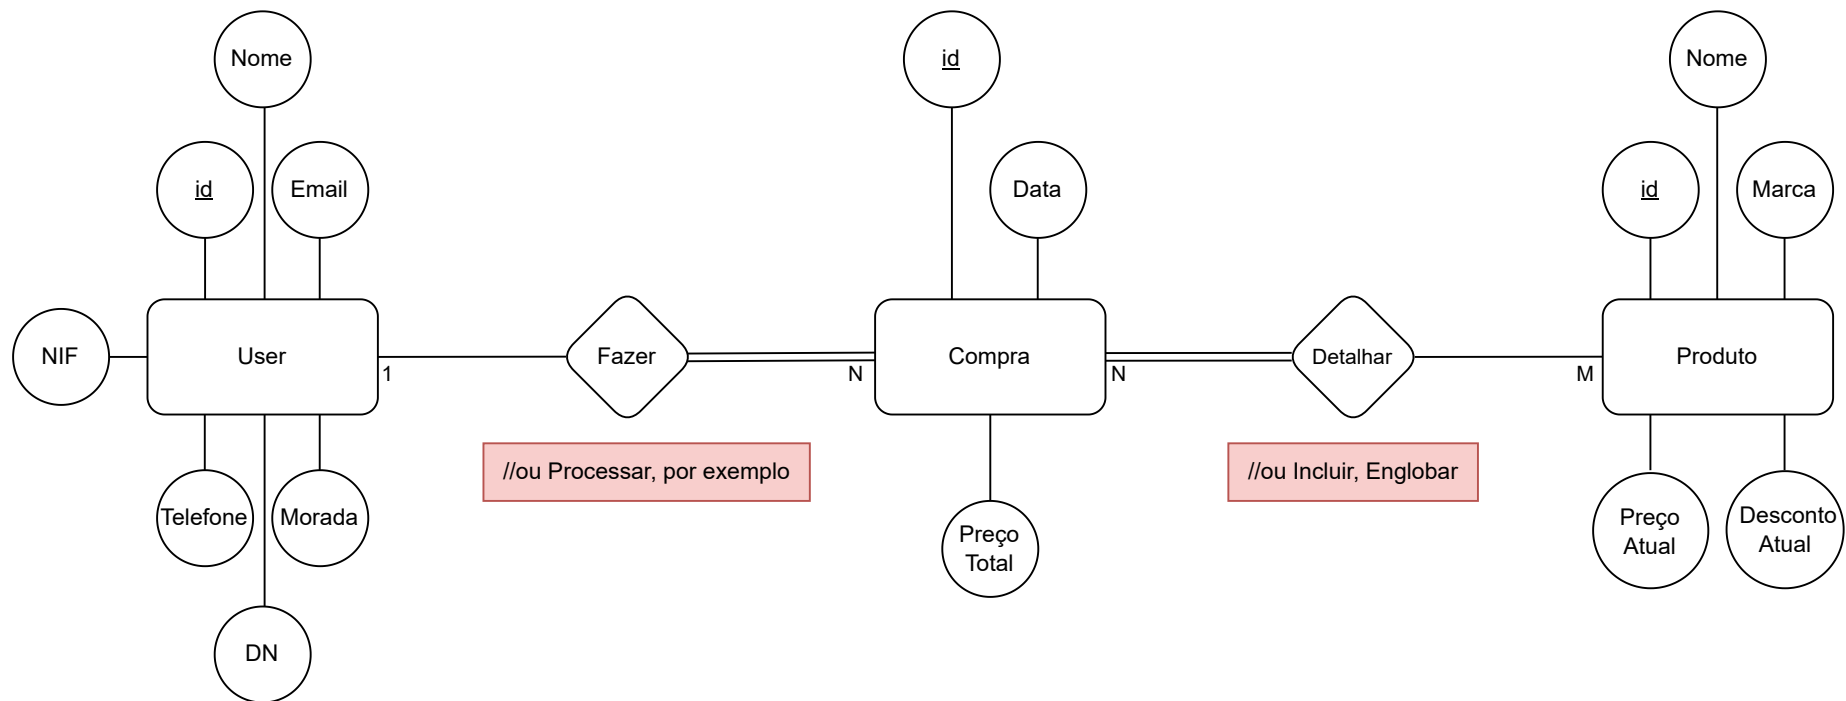 Nome
id
Nome
id
Email
Data
id
Marca
NIF
User
Fazer
Compra
Detalhar
Produto
1
N
N
M
//ou Processar, por exemplo
//ou Incluir, Englobar
Telefone
Morada
Preço
Total
Preço
Atual
Desconto
Atual
DN